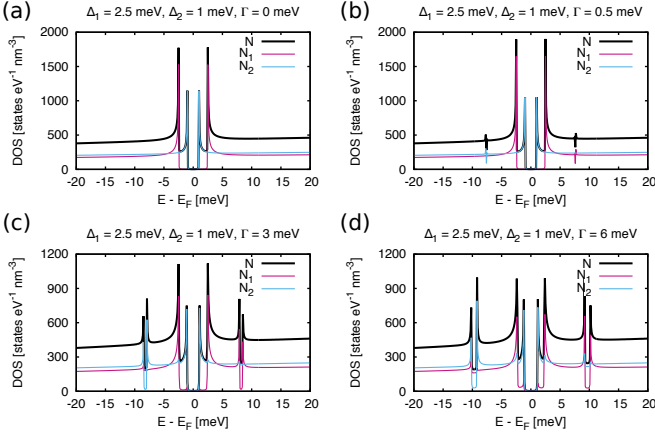 (a)
Δ1 = 2.5 meV, Δ2 = 1 meV, Γ = 0 meV
DOS [states eV-1 nm-3]
2000
1500
1000
500
0
N
N1
N2
-20 -15 -10 -5 0 5 10 15 20
E - EF [meV]
(b)
Δ1 = 2.5 meV, Δ2 = 1 meV, Γ = 0.5 meV
DOS [states eV-1 nm-3]
2000
1500
1000
500
0
N
N1
N2
-20 -15 -10 -5 0 5 10 15 20
E - EF [meV]
(c)
Δ1 = 2.5 meV, Δ2 = 1 meV, Γ = 3 meV
DOS [states eV-1 nm-3]
1200
900
600
300
0
N
N1
N2
-20 -15 -10 -5 0 5 10 15 20
E - EF [meV]
(d)
Δ1 = 2.5 meV, Δ2 = 1 meV, Γ = 6 meV
DOS [states eV-1 nm-3]
1200
900
600
300
0
N
N1
N2
-20 -15 -10 -5 0 5 10 15 20
E - EF [meV]